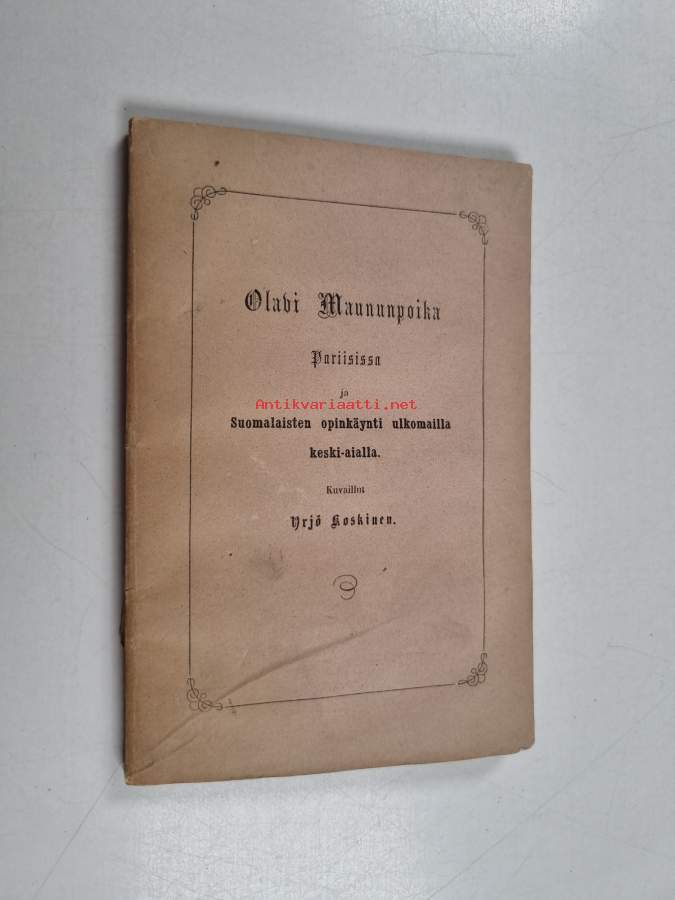 Olavi Maununpoika
Pariisissa
ja
Antikvariaatti.net
Suomalaisten opinkäynti ulkomailla
keski-aialla.
Kuvaillut
Yrjö Koskinen.